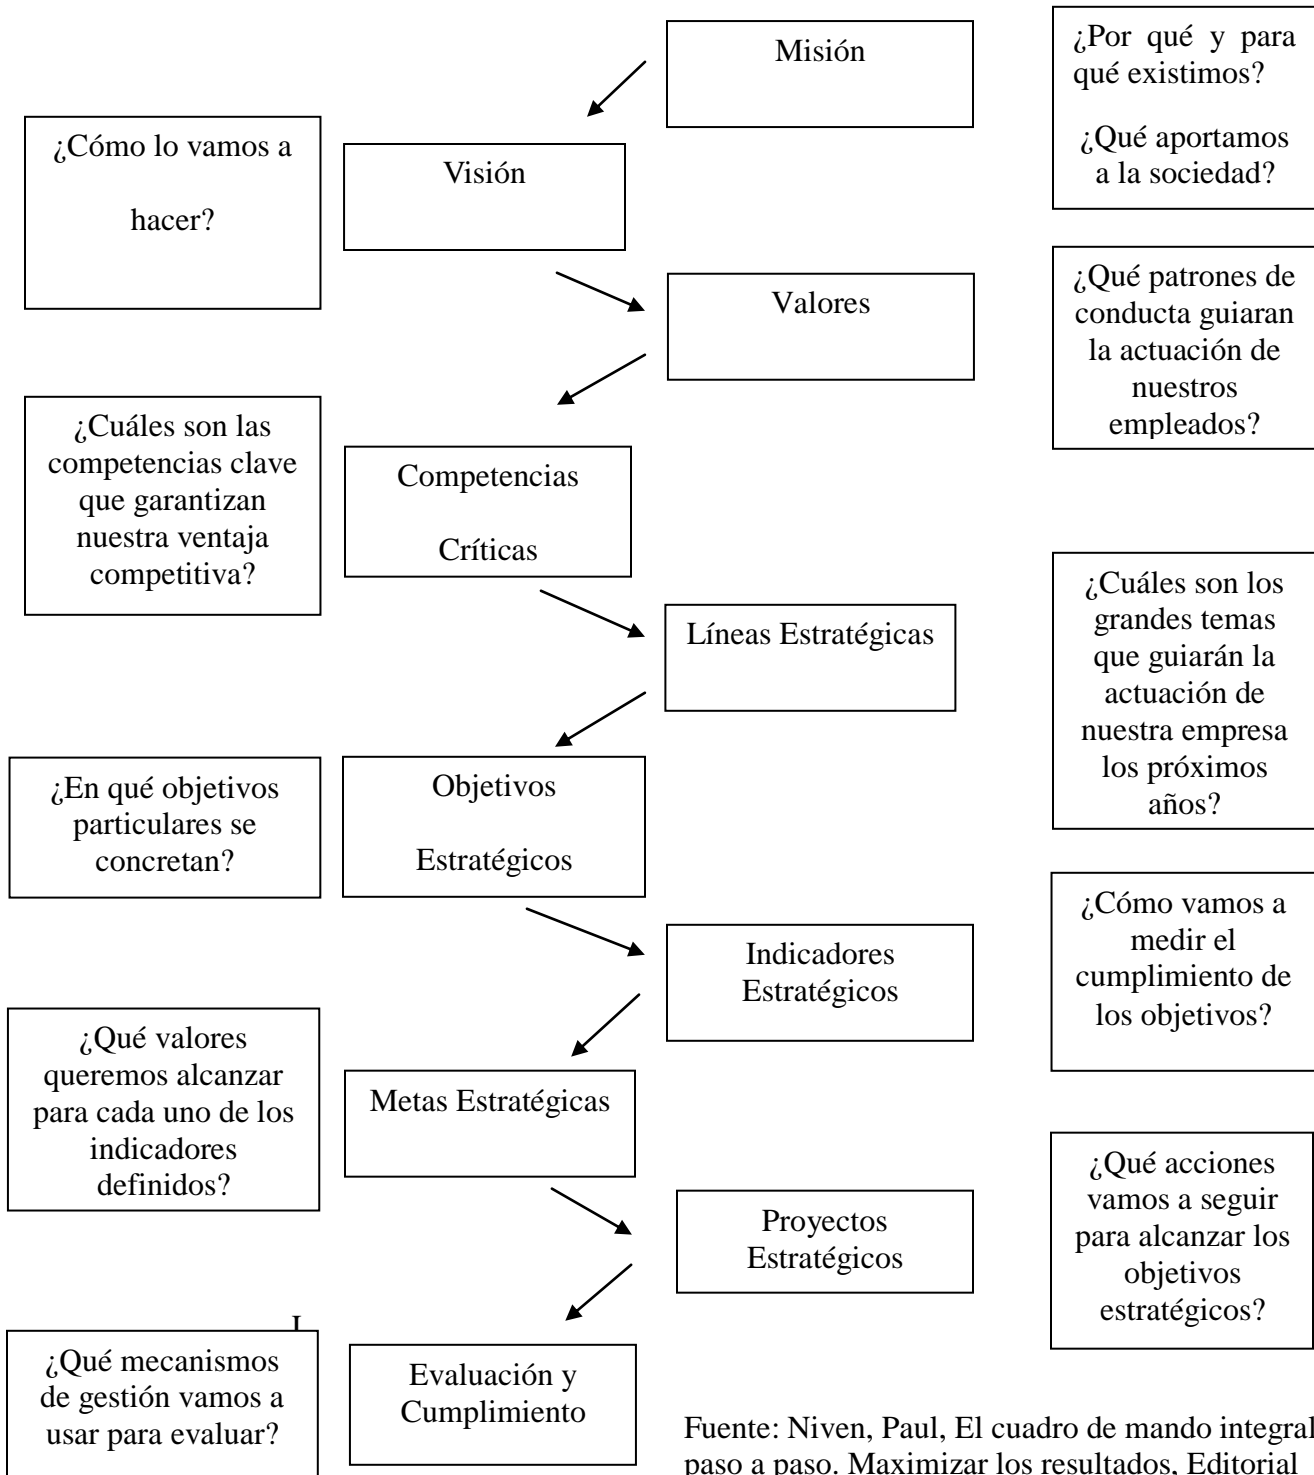 Misión
¿Por qué y para
qué existimos?
¿Qué aportamos
a la sociedad?
¿Cómo lo vamos a
hacer?
Visión
Valores
¿Qué patrones de
conducta guiaran
la actuación de
nuestros
empleados?
¿Cuáles son las
competencias clave
que garantizan
nuestra ventaja
competitiva?
Competencias
Críticas
Líneas Estratégicas
¿Cuáles son los
grandes temas
que guiarán la
actuación de
nuestra empresa
los próximos
años?
¿En qué objetivos
particulares se
concretan?
Objetivos
Estratégicos
Indicadores
Estratégicos
¿Cómo vamos a
medir el
cumplimiento de
los objetivos?
¿Qué valores
queremos alcanzar
para cada uno de los
indicadores
definidos?
Metas Estratégicas
Proyectos
Estratégicos
¿Qué acciones
vamos a seguir
para alcanzar los
objetivos
estratégicos?
¿Qué mecanismos
de gestión vamos a
usar para evaluar?
Evaluación y
Cumplimiento
Fuente: Niven, Paul, El cuadro de mando integral
paso a paso. Maximizar los resultados, Editorial